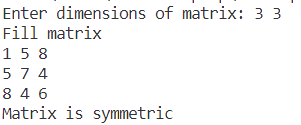 Enter dimensions of matrix: 3 3
Fill matrix
1 5 8
5 7 4
8 4 6
Matrix is symmetric